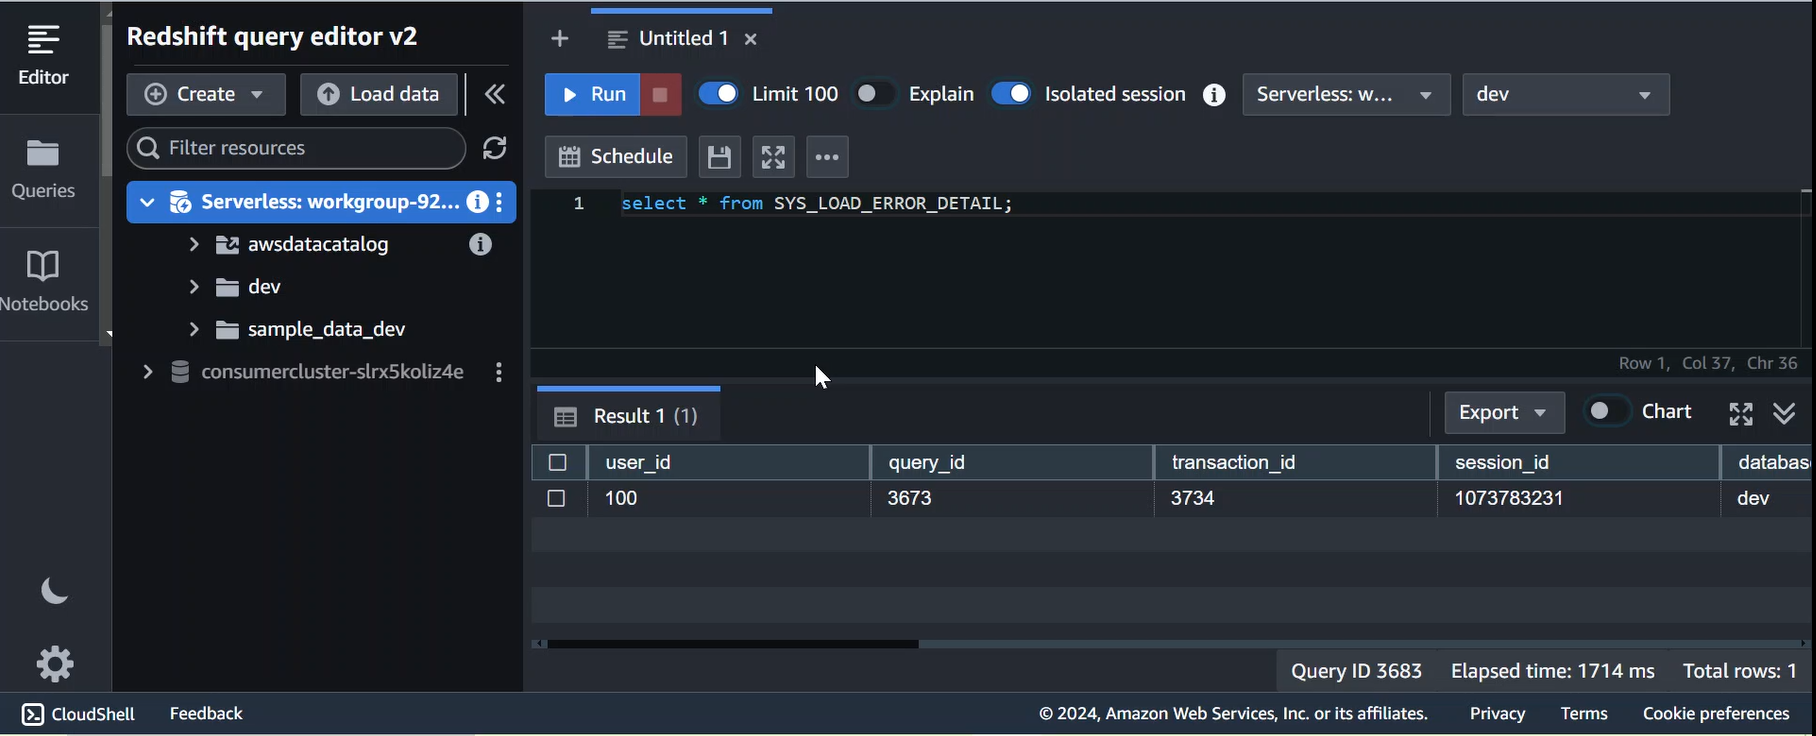 Redshift query editor v2
Editor
Queries
Notebooks
Create
Load data
Filter resources
Serverless: workgroup-92...
awsdatacatalog
dev
sample_data_dev
consumercluster-slrx5koliz4e
Untitled 1
Run
Limit 100
Explain
Isolated session
Serverless: w...
dev
Schedule
1 select * from SYS_LOAD_ERROR_DETAIL;
Row 1, Col 37, Chr 36
Result 1 (1)
Export
Chart
user_id query_id transaction_id session_id databas
100 3673 3734 1073783231 dev
Query ID 3683 Elapsed time: 1714 ms Total rows: 1
CloudShell Feedback © 2024, Amazon Web Services, Inc. or its affiliates. Privacy Terms Cookie preferences